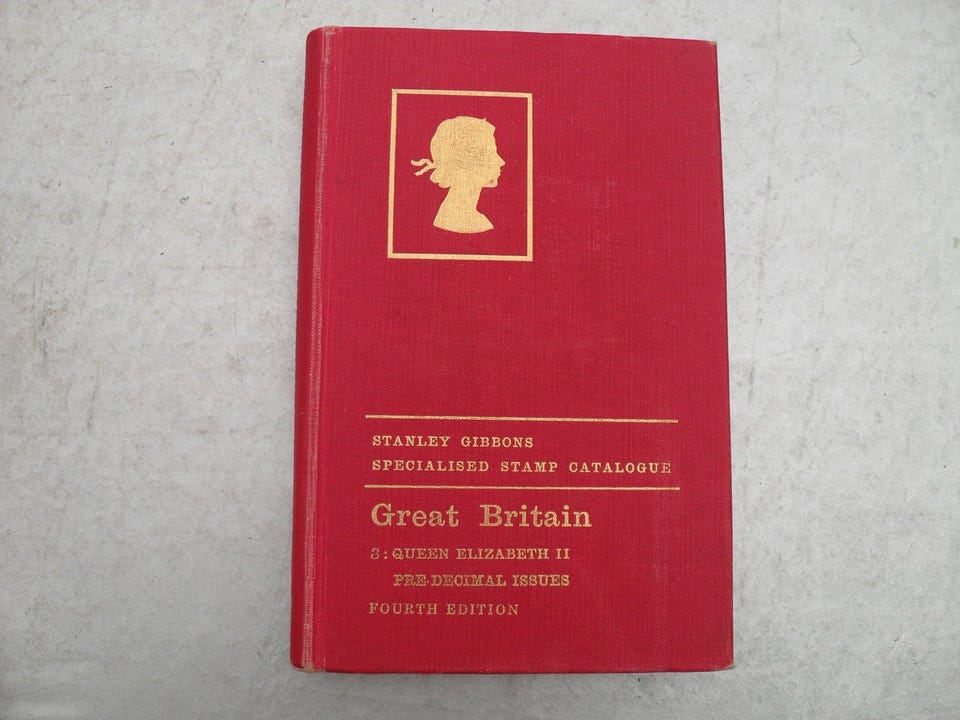 STANLEY GIBBONS
SPECIALISED STAMP CATALOGUE
Great Britain
3: QUEEN ELIZABETH II
PRE-DECIMAL ISSUES
FOURTH EDITION